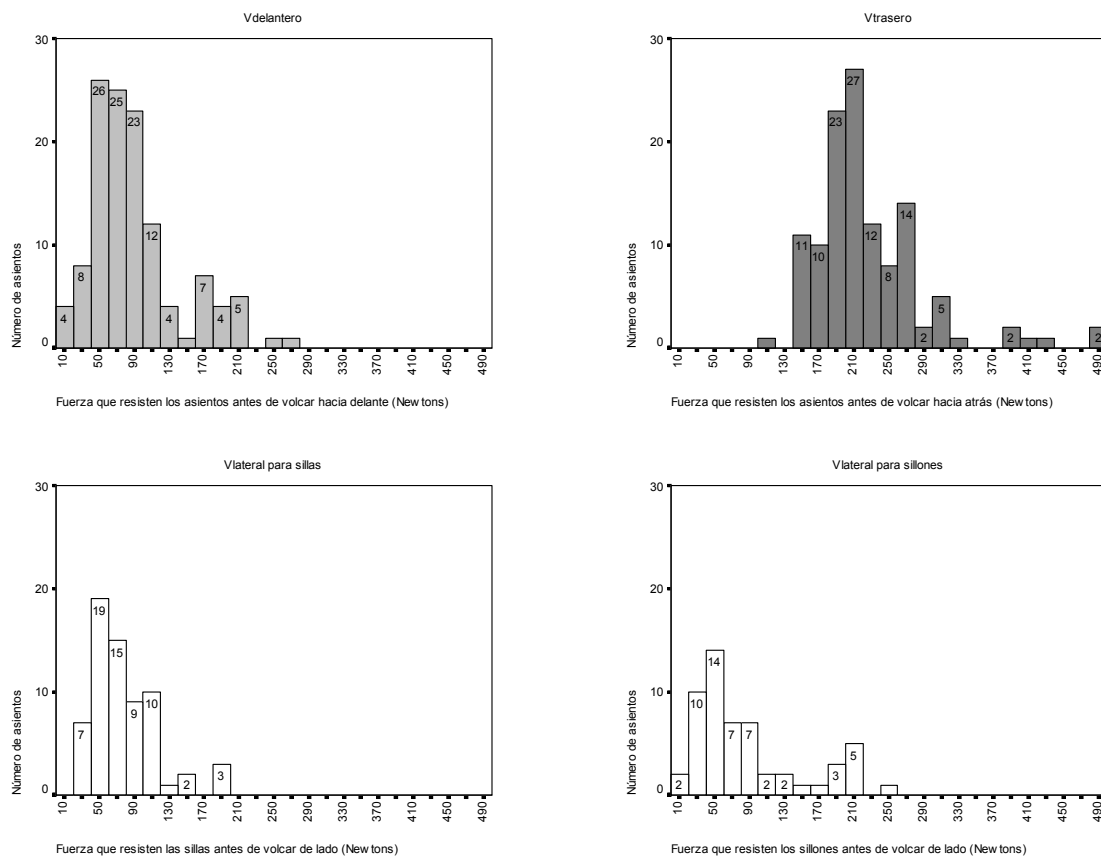 Vdelantero
30
20
10
0
Número de asientos
4 8 26 25 23 12 4 7 4 5
10 50 90 130 170 210 250 290 330 370 410 450 490
Fuerza que resisten los asientos antes de volcar hacia delante (New tons)
Vtrasero
30
20
10
0
Número de asientos
11 10 23 27 12 8 14 2 5 2 2
10 50 90 130 170 210 250 290 330 370 410 450 490
Fuerza que resisten los asientos antes de volcar hacia atrás (New tons)
Vlateral para sillas
30
20
10
0
Número de asientos
7 19 15 9 10 2 3
10 50 90 130 170 210 250 290 330 370 410 450 490
Fuerza que resisten las sillas antes de volcar de lado (New tons)
Vlateral para sillones
30
20
10
0
Número de asientos
2 10 14 7 7 2 2 3 5
10 50 90 130 170 210 250 290 330 370 410 450 490
Fuerza que resisten los sillones antes de volcar de lado (New tons)